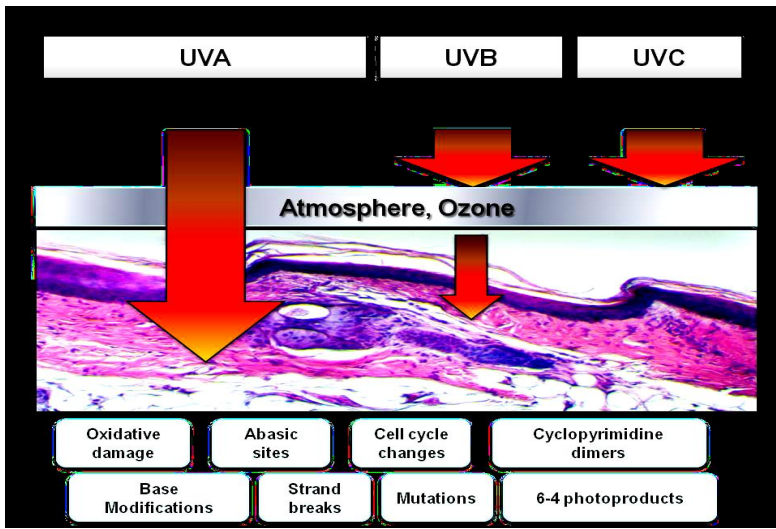 UVA
UVB
UVC
Atmosphere, Ozone
Oxidative
damage
Abasic
sites
Cell cycle
changes
Cyclopyrimidine
dimers
Base
Modifications
Strand
breaks
Mutations
6-4 photoproducts